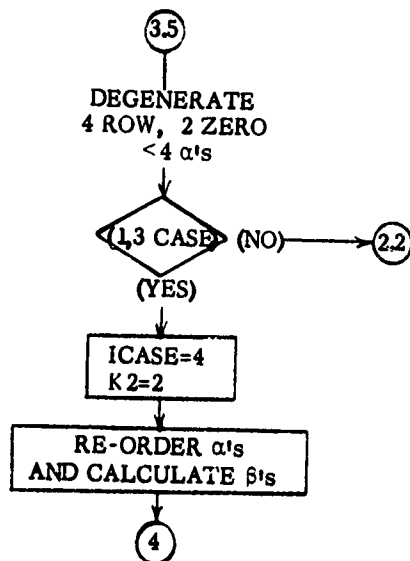 3.5
DEGENERATE
4 ROW, 2 ZERO
<4 α's
(1,3 CASE) (NO) 2.2
(YES)
ICASE=4
K2=2
RE-ORDER α's
AND CALCULATE β's
4